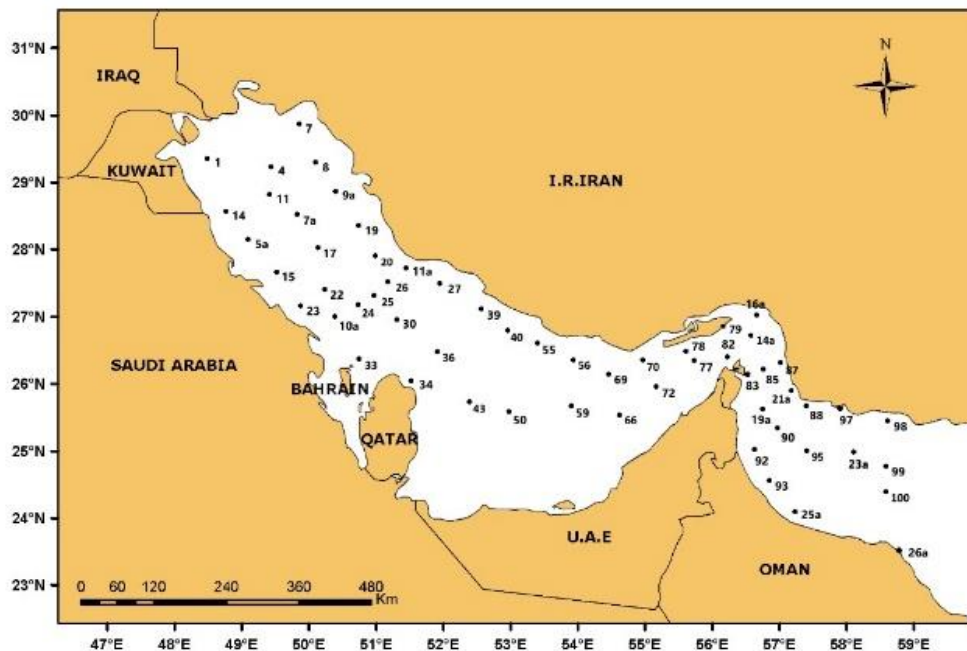 31°N
N
IRAQ
30°N
7
1
4
8
29°N
KUWAIT
I.R.IRAN
11
9a
14
7a
19
28°N
5a
17
20
11a
15
26
27
22
25
16a
27°N
23
24
39
10a
30
79
14a
40
78
82
55
36
33
56
70
77
87
SAUDI ARABIA
69
85
83
26°N
BAHRAIN
34
72
21a
43
59
88
97
50
66
19a
98
QATAR
90
25°N
92
95
23a
99
93
100
24°N
25a
U.A.E
26a
OMAN
23°N
0 60 120 240 360 480
Km
47°E 48°E 49°E 50°E 51°E 52°E 53°E 54°E 55°E 56°E 57°E 58°E 59°E